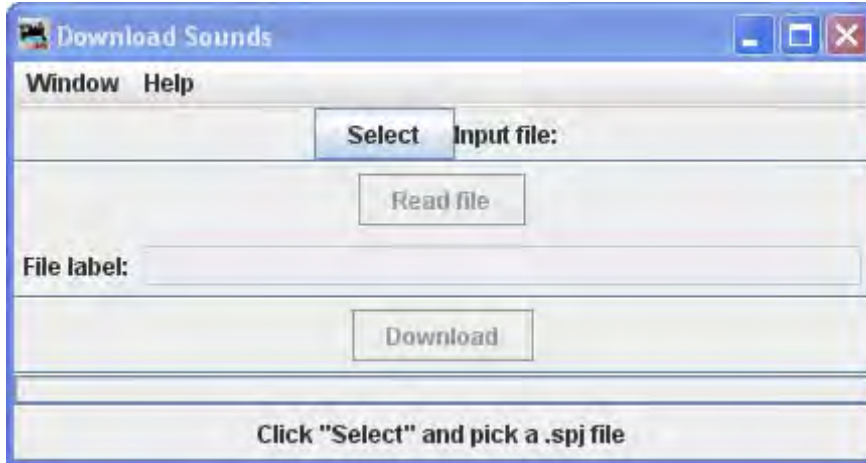 Download Sounds
Window Help
Select Input file:
Read file
File label:
Download
Click "Select" and pick a .spj file